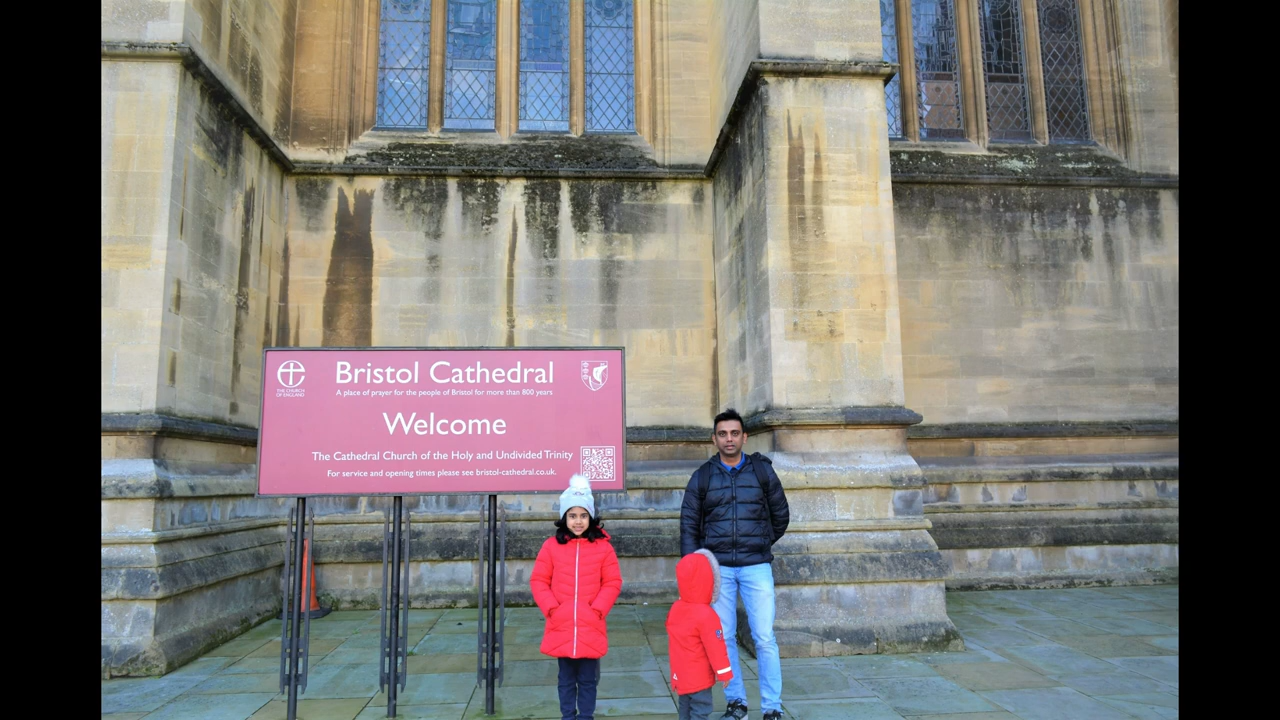 Bristol Cathedral
A place of prayer for the people of Bristol for more than 800 years
Welcome
The Cathedral Church of the Holy and Undivided Trinity
For service and opening times please see bristol-cathedral.co.uk.
THE CHURCH
OF ENGLAND